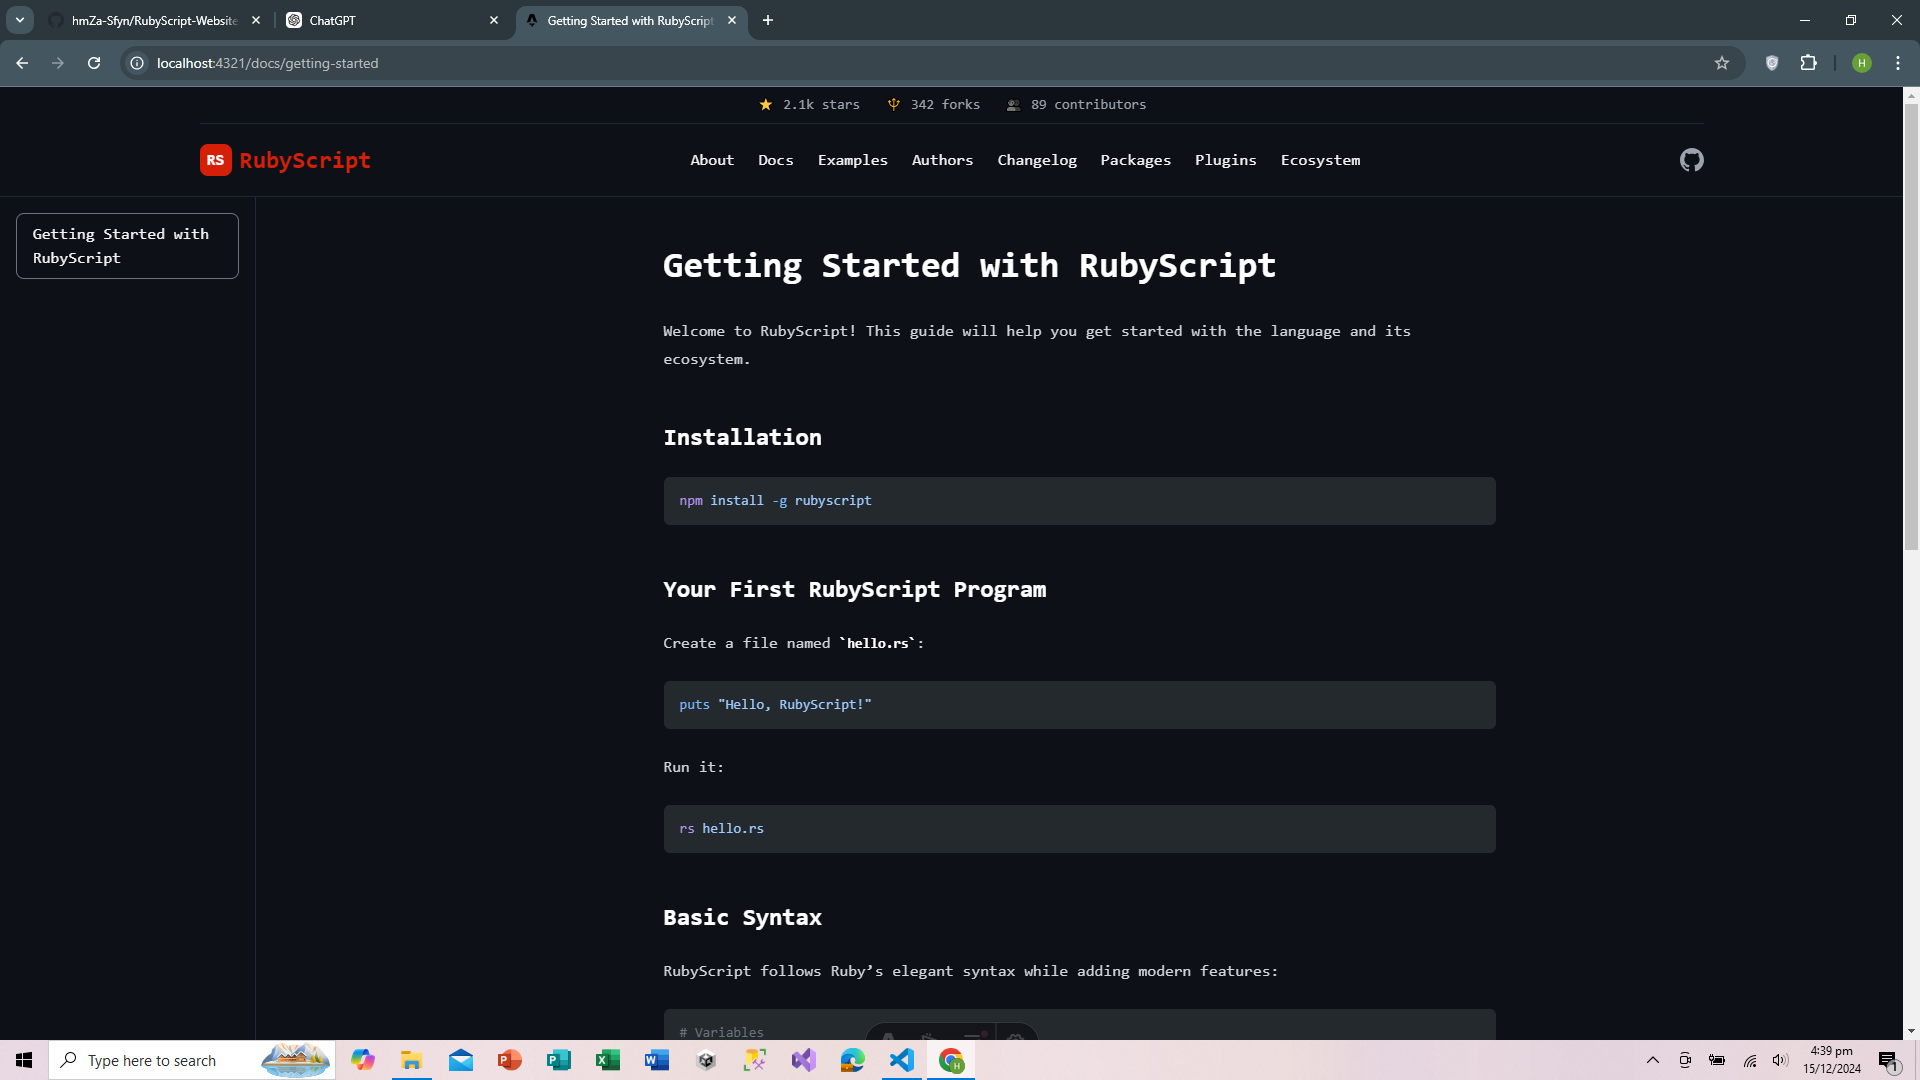 hmZa-Sfyn/RubyScript-Website
ChatGPT
Getting Started with RubyScript
localhost:4321/docs/getting-started
H
2.1k stars
342 forks
89 contributors
RS RubyScript
About Docs Examples Authors Changelog Packages Plugins Ecosystem
Getting Started with
RubyScript
Getting Started with RubyScript
Welcome to RubyScript! This guide will help you get started with the language and its
ecosystem.
Installation
npm install -g rubyscript
Your First RubyScript Program
Create a file named `hello.rs`:
puts "Hello, RubyScript!"
Run it:
rs hello.rs
Basic Syntax
RubyScript follows Ruby’s elegant syntax while adding modern features:
# Variables
Type here to search
4:39 pm
15/12/2024
1